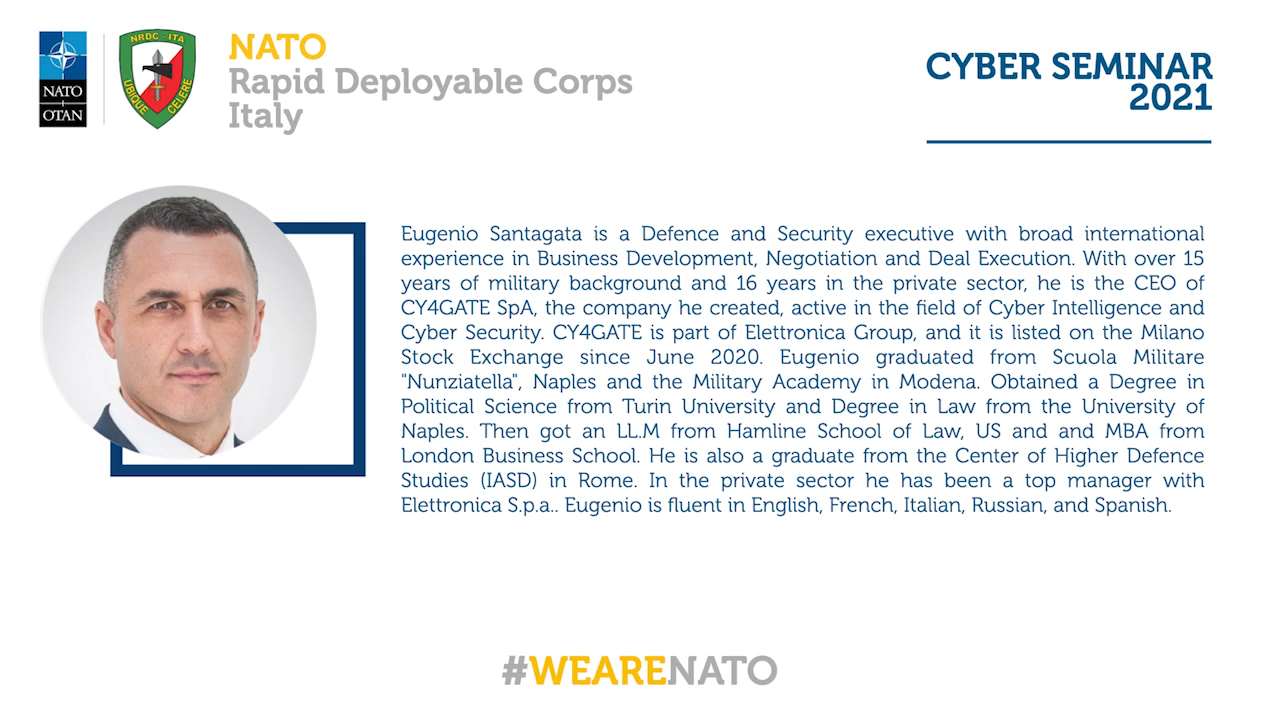 NATO
OTAN
NRDC - ITA
UBIQUE CELERE
NATO
Rapid Deployable Corps
Italy
CYBER SEMINAR
2021
Eugenio Santagata is a Defence and Security executive with broad international
experience in Business Development, Negotiation and Deal Execution. With over 15
years of military background and 16 years in the private sector, he is the CEO of
CY4GATE SpA, the company he created, active in the field of Cyber Intelligence and
Cyber Security. CY4GATE is part of Elettronica Group, and it is listed on the Milano
Stock Exchange since June 2020. Eugenio graduated from Scuola Militare
"Nunziatella", Naples and the Military Academy in Modena. Obtained a Degree in
Political Science from Turin University and Degree in Law from the University of
Naples. Then got an LL.M from Hamline School of Law, US and and MBA from
London Business School. He is also a graduate from the Center of Higher Defence
Studies (IASD) in Rome. In the private sector he has been a top manager with
Elettronica S.p.a.. Eugenio is fluent in English, French, Italian, Russian, and Spanish.
#WEARENATO